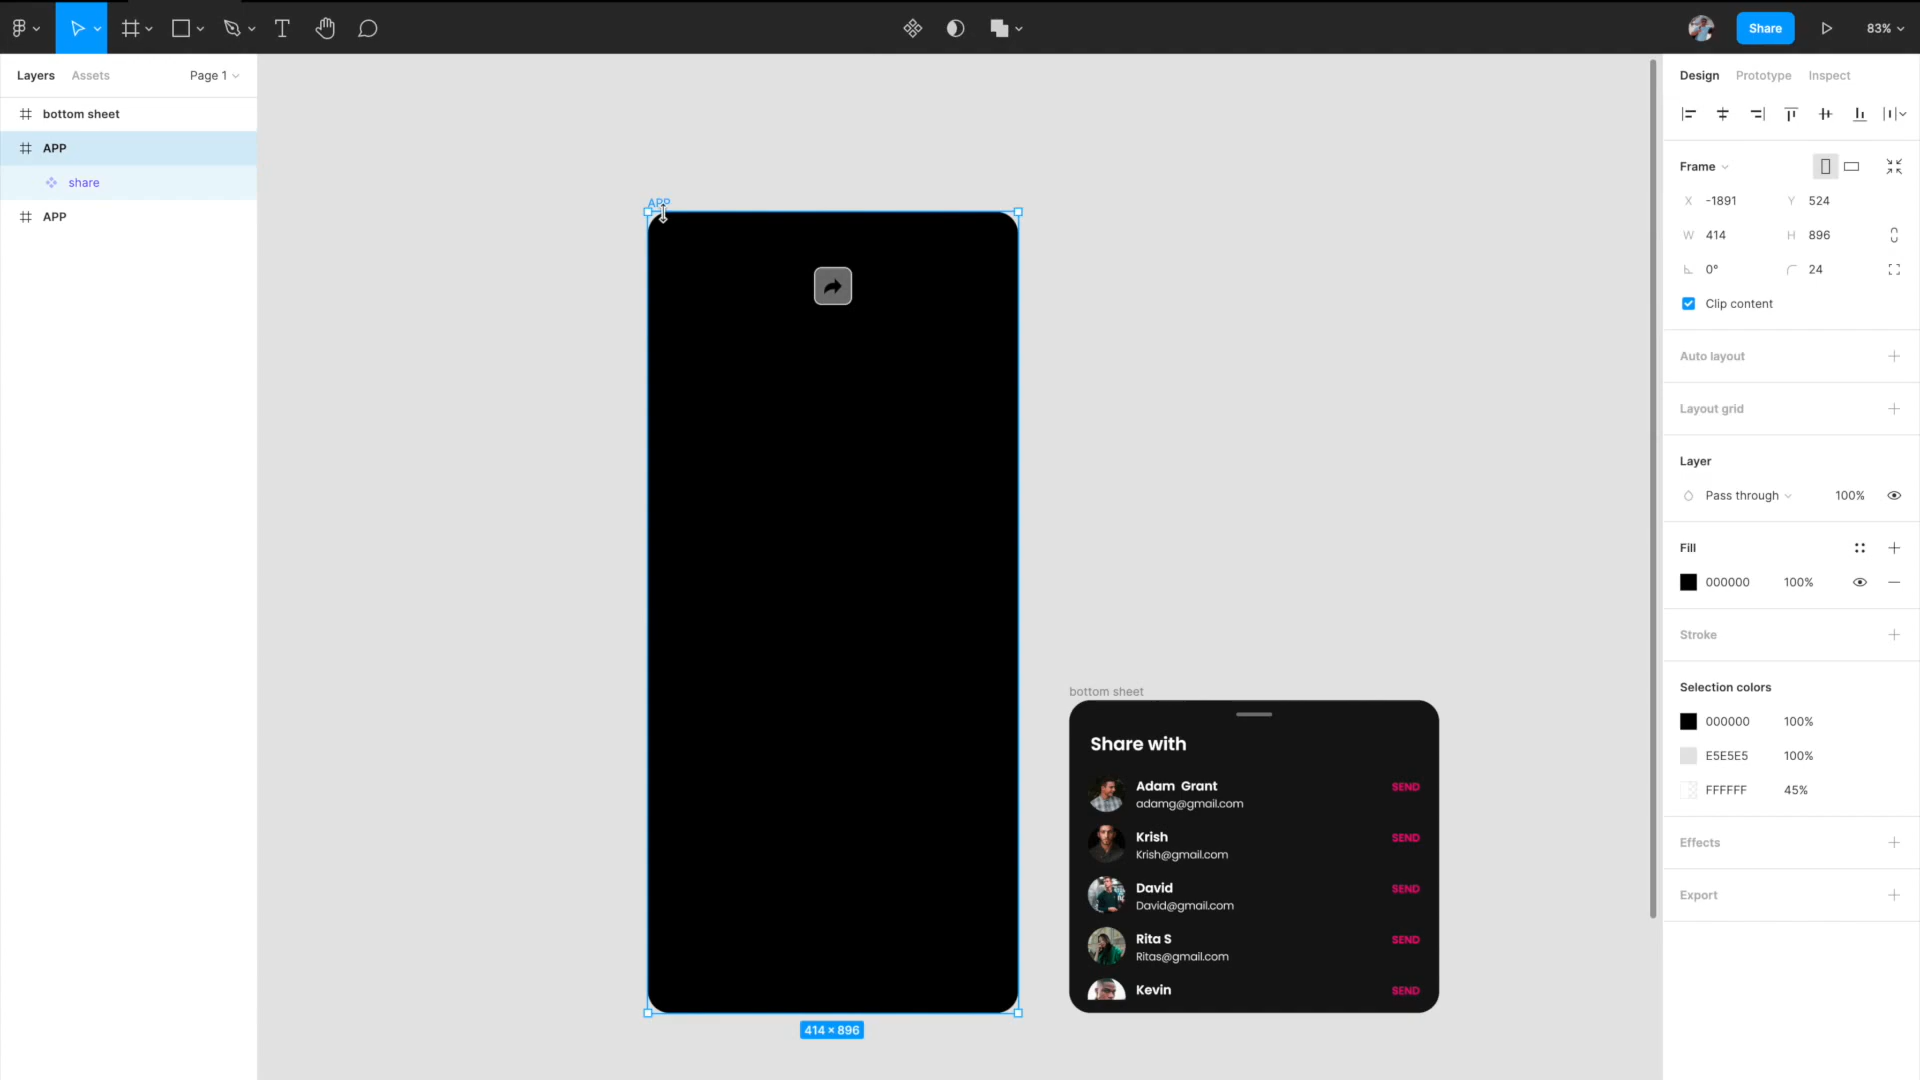 Share
83%
Layers
Assets
Page 1
Design
Prototype
Inspect
bottom sheet
APP
share
APP
APP
414 × 896
bottom sheet
Share with
Adam Grant
adamg@gmail.com
SEND
Krish
Krish@gmail.com
SEND
David
David@gmail.com
SEND
Rita S
Ritas@gmail.com
SEND
Kevin
SEND
Frame
X -1891
Y 524
W 414
H 896
0°
24
Clip content
Auto layout
Layout grid
Layer
Pass through
100%
Fill
000000
100%
Stroke
Selection colors
000000
100%
E5E5E5
100%
FFFFFF
45%
Effects
Export